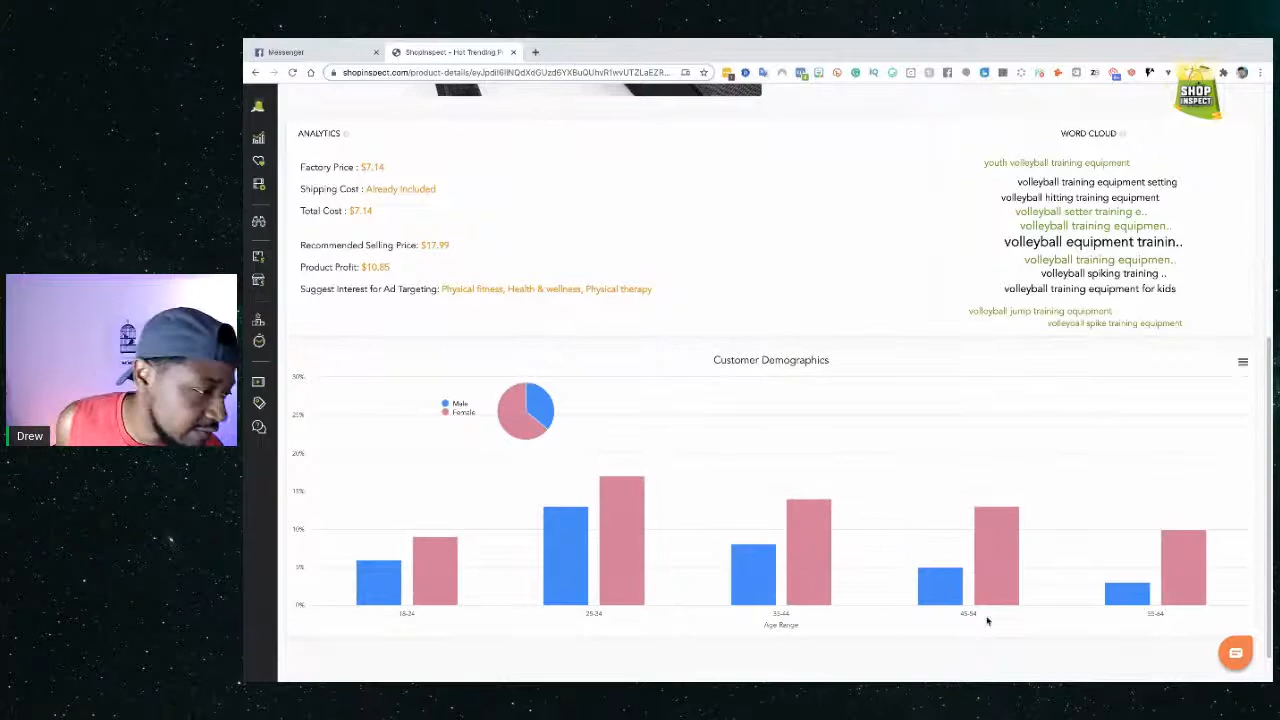 Messenger
ShopInspect - Hot Trending P
SHOP
INSPECT
ANALYTICS
Factory Price : $7.14
Shipping Cost : Already Included
Total Cost : $7.14
Recommended Selling Price: $17.99
Product Profit: $10.85
Suggest Interest for Ad Targeting: Physical fitness, Health & wellness, Physical therapy
WORD CLOUD
youth volleyball training equipment
volleyball training equipment setting
volleyball hitting training equipment
volleyball setter training e..
volleyball training equipmen..
volleyball equipment trainin..
volleyball training equipmen..
volleyball spiking training ..
volleyball training equipment for kids
volleyball jump training equipment
volleyball spike training equipment
Customer Demographics
Male
Female
30%
25%
20%
15%
10%
5%
0%
18-24
25-34
35-44
45-54
55-64
Age Range
Drew